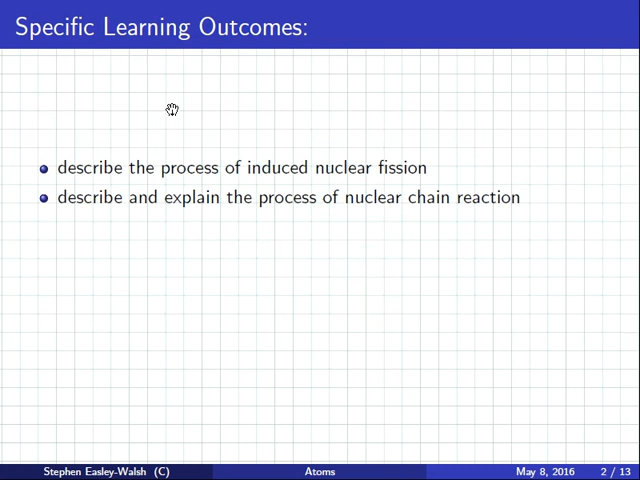 Specific Learning Outcomes:
describe the process of induced nuclear fission
describe and explain the process of nuclear chain reaction
Stephen Easley-Walsh (C) Atoms May 8, 2016 2 / 13